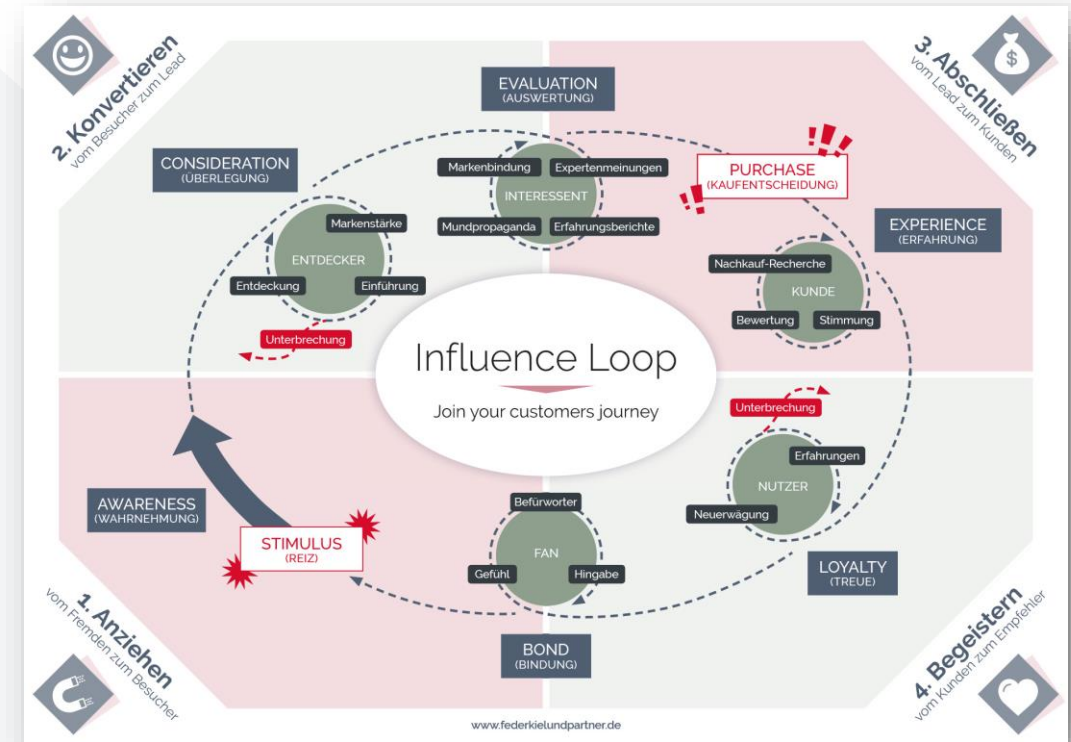 2. Konvertieren
vom Besucher zum Lead
3. Abschließen
vom Lead zum Kunden
EVALUATION
(AUSWERTUNG)
CONSIDERATION
(ÜBERLEGUNG)
Markenbindung
Expertenmeinungen
INTERESSENT
Mundpropaganda
Erfahrungsberichte
PURCHASE
(KAUFENTSCHEIDUNG)
EXPERIENCE
(ERFAHRUNG)
Markenstärke
ENTDECKER
Entdeckung
Einführung
Unterbrechung
Nachkauf-Recherche
KUNDE
Bewertung
Stimmung
Influence Loop
Join your customers journey
Unterbrechung
Erfahrungen
NUTZER
Neuerwägung
AWARENESS
(WAHRNEHMUNG)
STIMULUS
(REIZ)
Befürworter
FAN
Gefühl
Hingabe
LOYALTY
(TREUE)
BOND
(BINDUNG)
1. Anziehen
vom Fremden zum Besucher
4. Begeistern
vom Kunden zum Empfehler
www.federkielundpartner.de
$